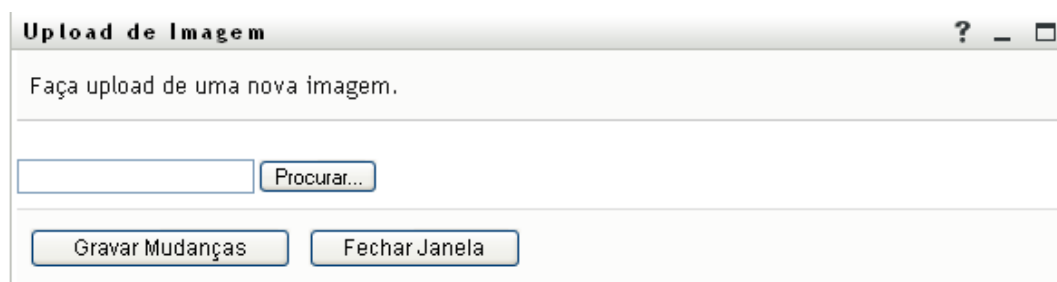 Upload de Imagem ?
Faça upload de uma nova imagem.
Procurar...
Gravar Mudanças Fechar Janela